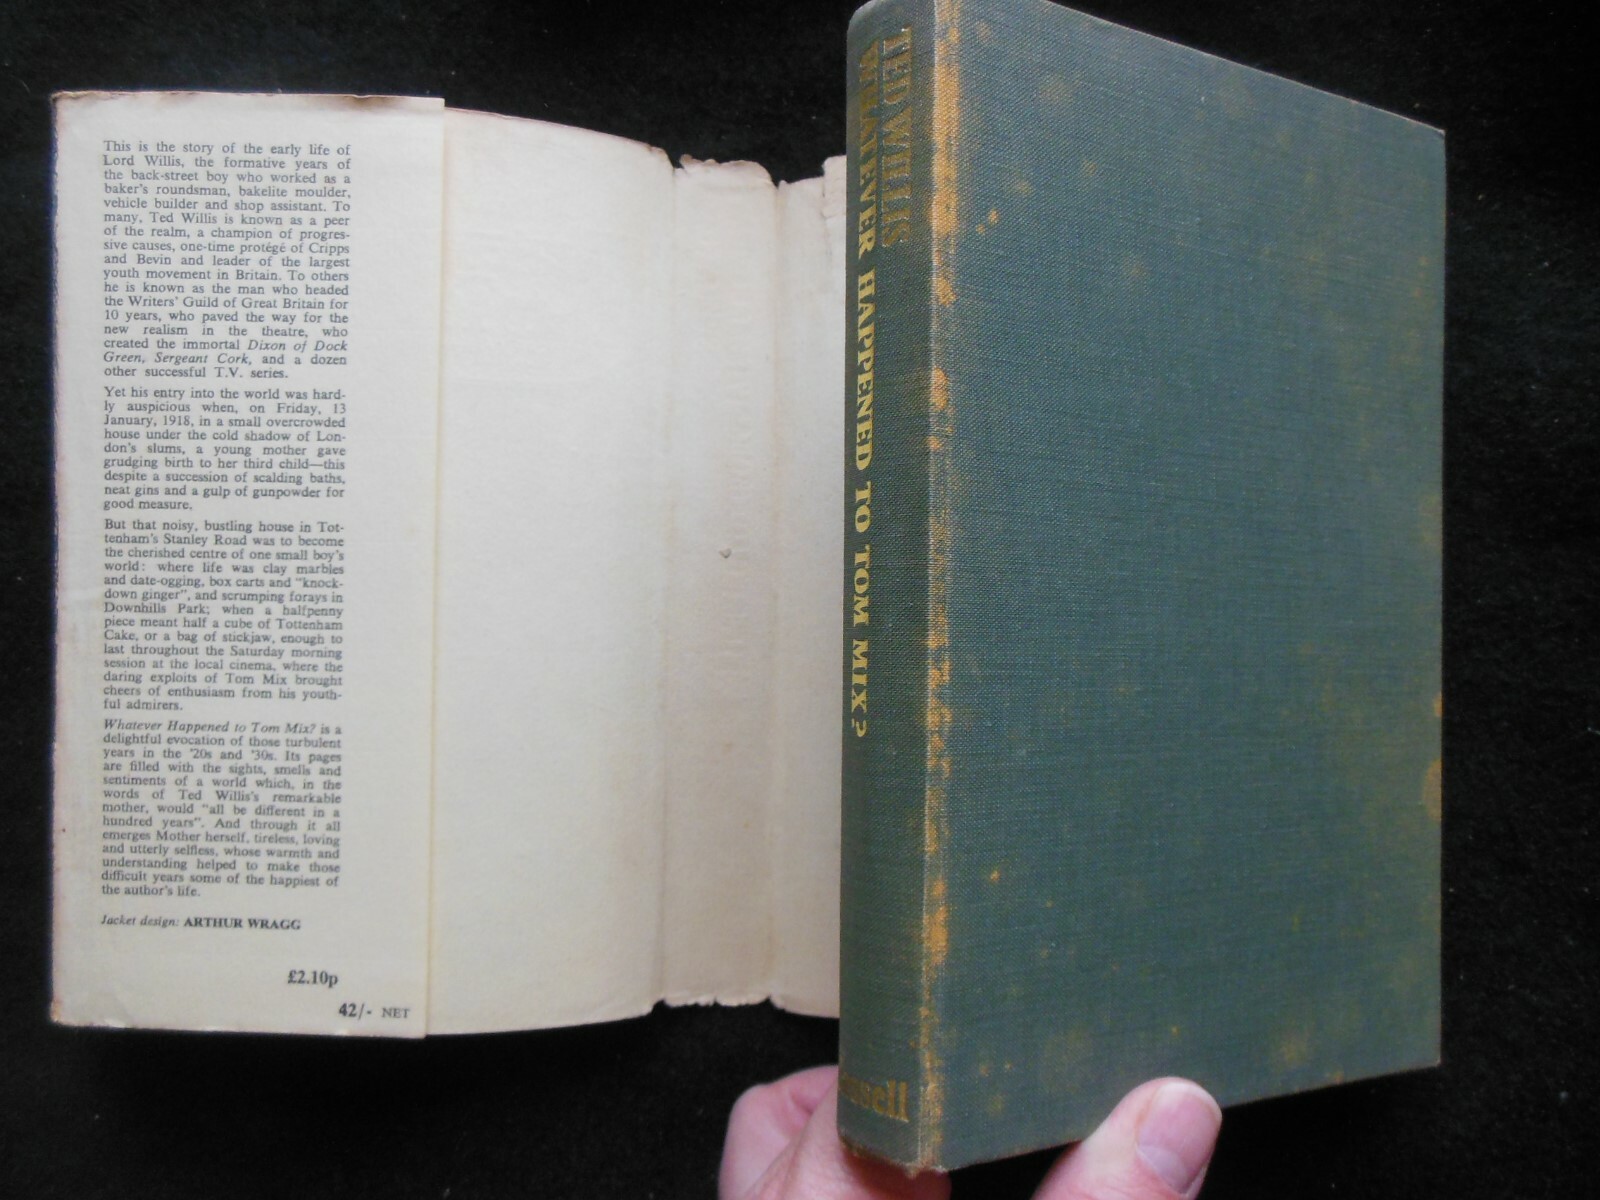 This is the story of the early life of
Lord Willis, the formative years of
the back-street boy who worked as a
baker's roundsman, bakelite moulder,
vehicle builder and shop assistant. To
many, Ted Willis is known as a peer
of the realm, a champion of progres-
sive causes, one-time protégé of Cripps
and Bevin and leader of the largest
youth movement in Britain. To others
he is known as the man who headed
the Writers' Guild of Great Britain for
10 years, who paved the way for the
new realism in the theatre, who
created the immortal Dixon of Dock
Green, Sergeant Cork, and a dozen
other successful T.V. series.
Yet his entry into the world was hard-
ly auspicious when, on Friday, 13
January, 1918, in a small overcrowded
house under the cold shadow of Lon-
don's slums, a young mother gave
grudging birth to her third child—this
despite a succession of scalding baths,
neat gins and a gulp of gunpowder for
good measure.
But that noisy, bustling house in Tot-
tenham's Stanley Road was to become
the cherished centre of one small boy's
world: where life was clay marbles
and date-ogging, box carts and "knock-
down ginger", and scrumping forays in
Downhills Park; when a halfpenny
piece meant half a cube of Tottenham
Cake, or a bag of stickjaw, enough to
last throughout the Saturday morning
session at the local cinema, where the
daring exploits of Tom Mix brought
cheers of enthusiasm from his youth-
ful admirers.
Whatever Happened to Tom Mix? is a
delightful evocation of those turbulent
years in the '20s and '30s. Its pages
are filled with the sights, smells and
sentiments of a world which, in the
words of Ted Willis's remarkable
mother, would "all be different in a
hundred years". And through it all
emerges Mother herself, tireless, loving
and utterly selfless, whose warmth and
understanding helped to make those
difficult years some of the happiest of
the author's life.
Jacket design: ARTHUR WRAGG
£2.10p
42/- NET
TED WILLIS
WHATEVER HAPPENED TO TOM MIX?